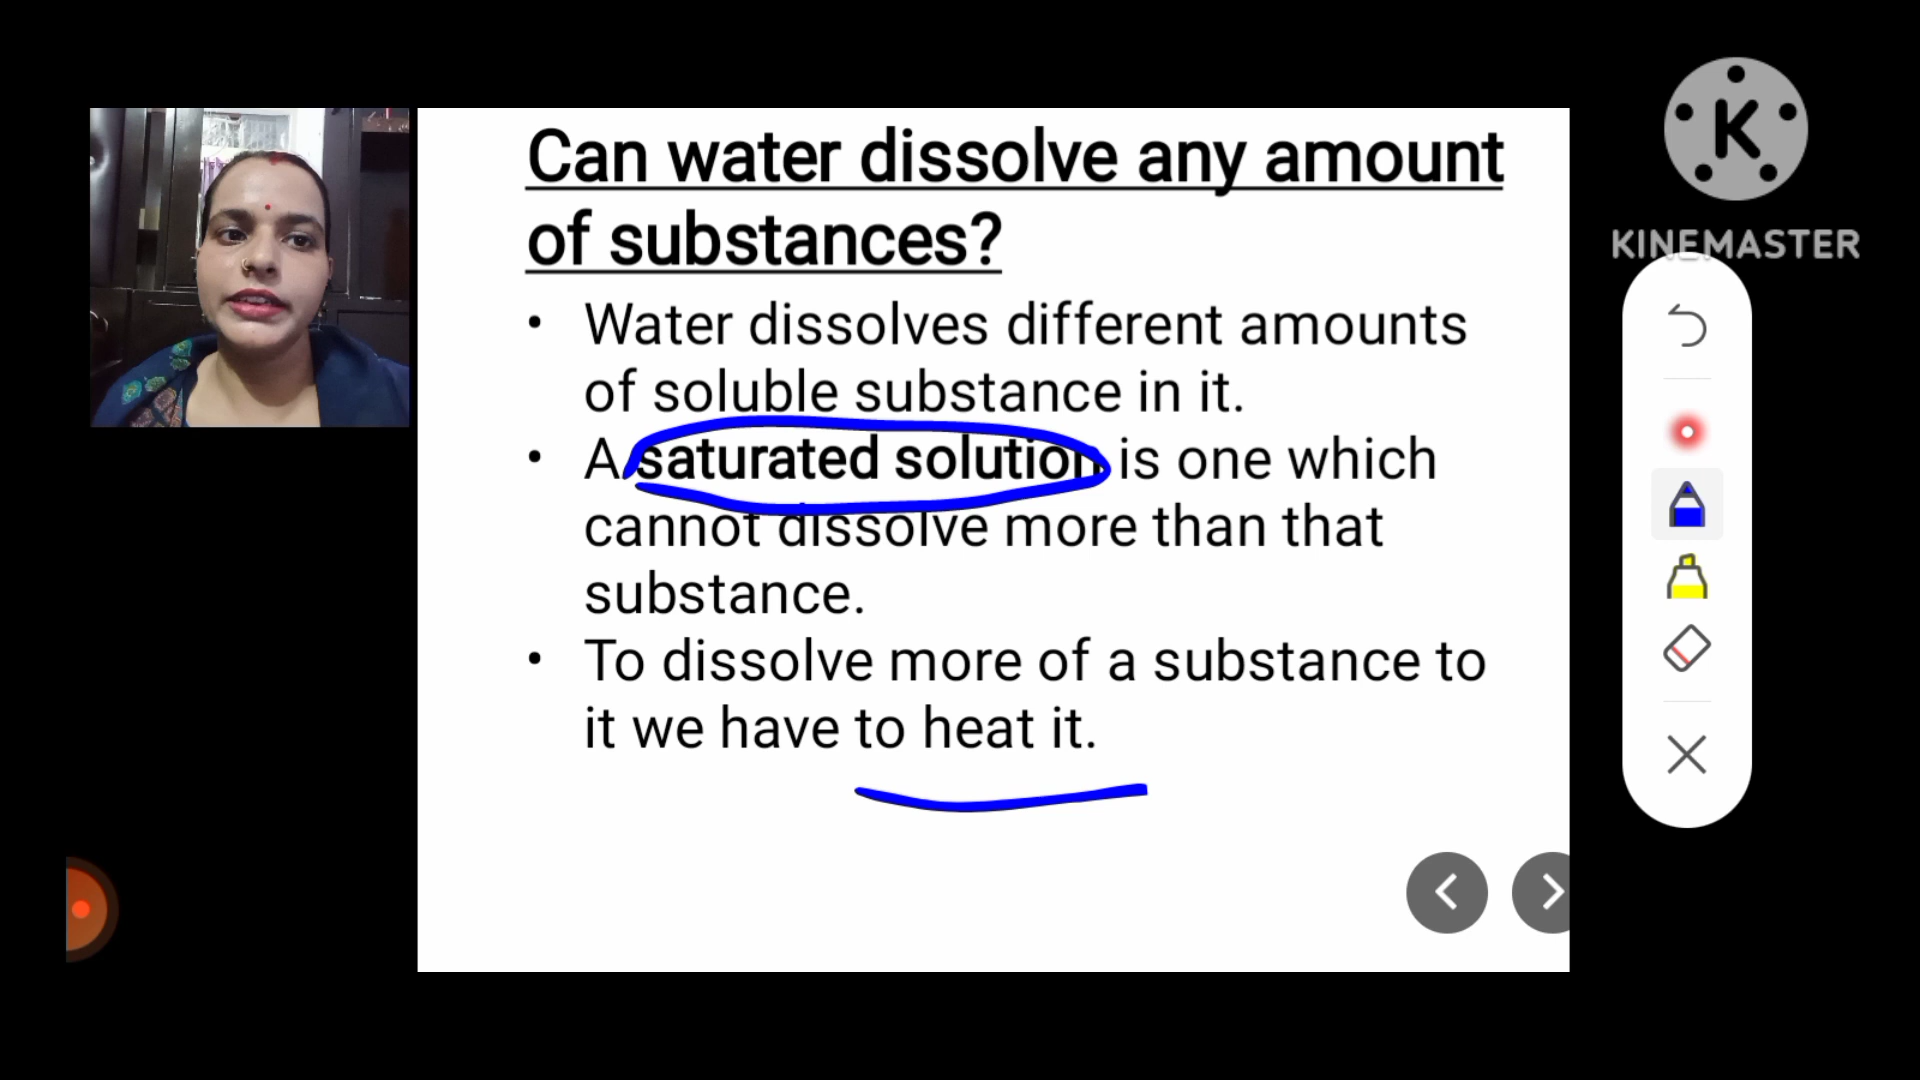 Can water dissolve any amount
of substances?
• Water dissolves different amounts
of soluble substance in it.
• A saturated solution is one which
cannot dissolve more than that
substance.
• To dissolve more of a substance to
it we have to heat it.
K
KINEMASTER